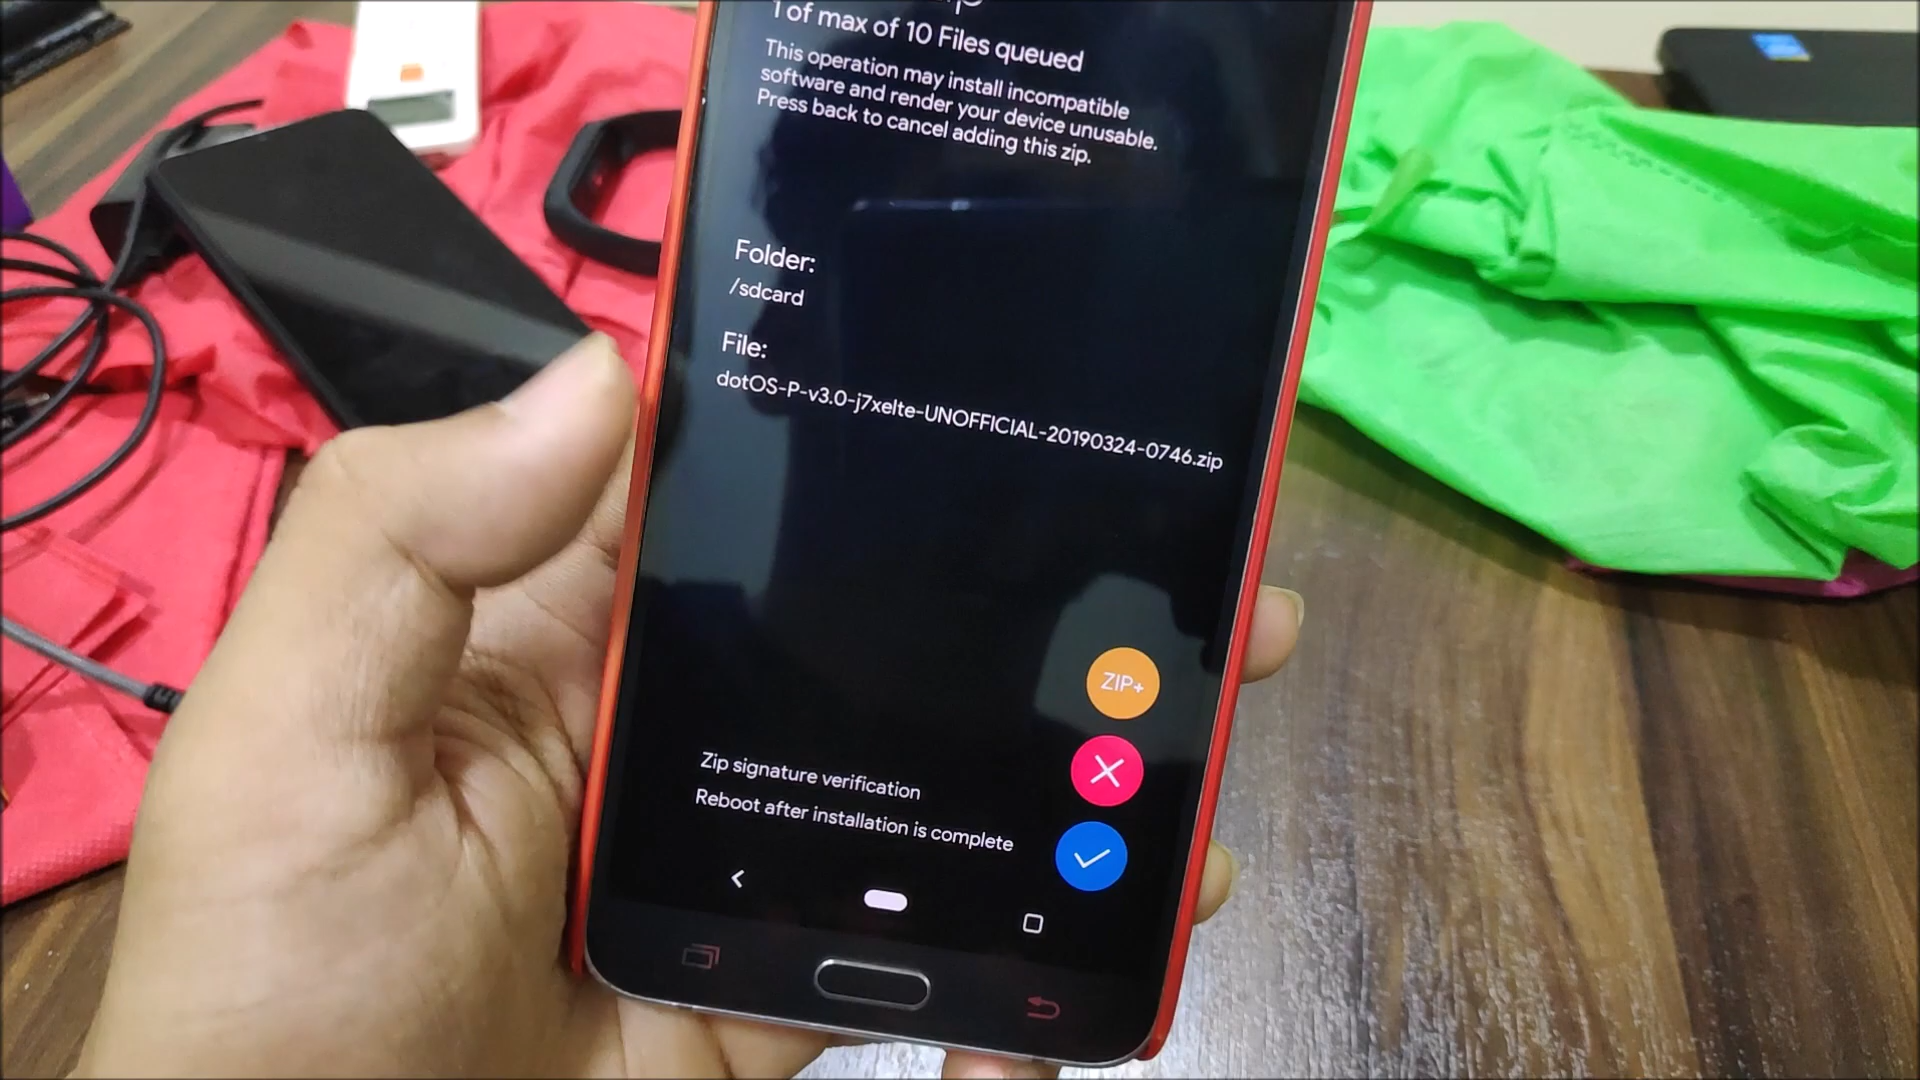 1 of max of 10 Files queued
This operation may install incompatible
software and render your device unusable.
Press back to cancel adding this zip.
Folder:
/sdcard
File:
dotOS-P-v3.0-j7xelte-UNOFFICIAL-20190324-0746.zip
ZIP+
Zip signature verification
Reboot after installation is complete